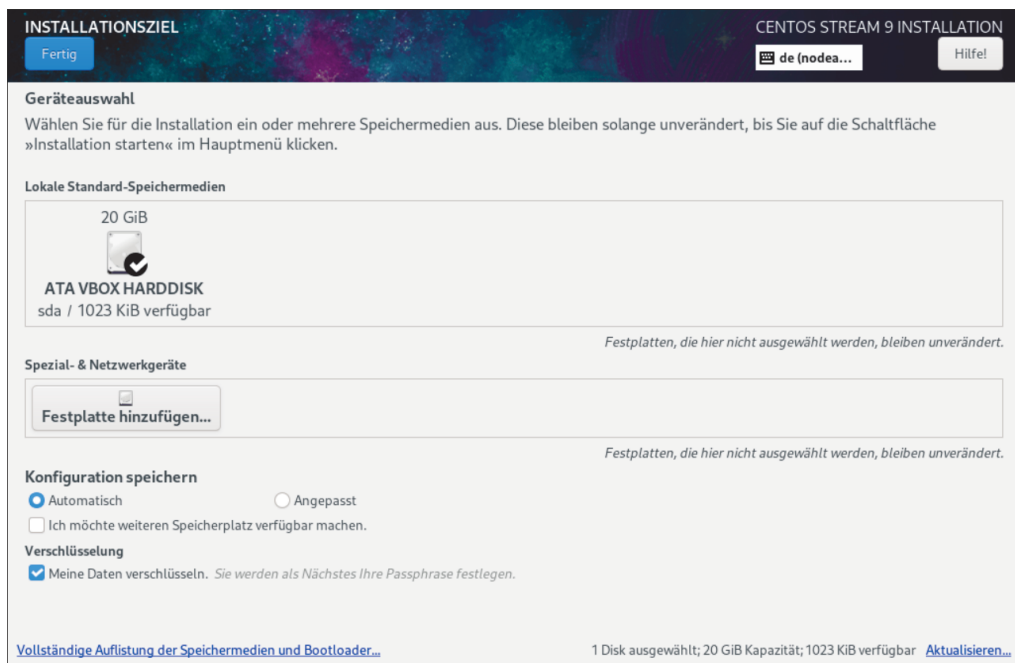 INSTALLATIONSZIEL
CENTOS STREAM 9 INSTALLATION
Fertig
de (nodea...
Hilfe!
Geräteauswahl
Wählen Sie für die Installation ein oder mehrere Speichermedien aus. Diese bleiben solange unverändert, bis Sie auf die Schaltfläche
»Installation starten« im Hauptmenü klicken.
Lokale Standard-Speichermedien
20 GiB
ATA VBOX HARDDISK
sda / 1023 KiB verfügbar
Festplatten, die hier nicht ausgewählt werden, bleiben unverändert.
Spezial- & Netzwerkgeräte
Festplatte hinzufügen...
Festplatten, die hier nicht ausgewählt werden, bleiben unverändert.
Konfiguration speichern
Automatisch
Angepasst
Ich möchte weiteren Speicherplatz verfügbar machen.
Verschlüsselung
Meine Daten verschlüsseln. Sie werden als Nächstes Ihre Passphrase festlegen.
Vollständige Auflistung der Speichermedien und Bootloader...
1 Disk ausgewählt; 20 GiB Kapazität; 1023 KiB verfügbar
Aktualisieren...